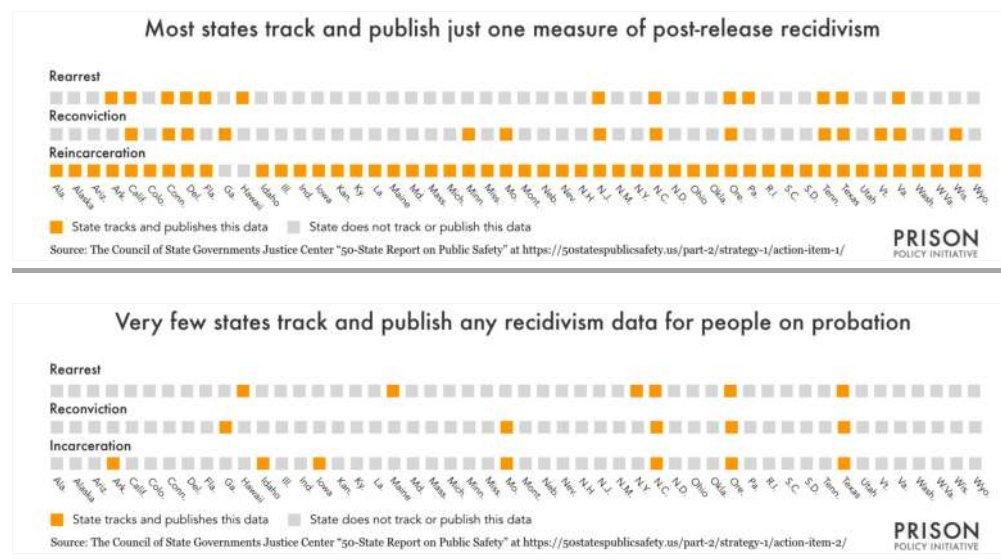 Most states track and publish just one measure of post-release recidivism
Rearrest
Reconviction
Reincarceration
Ala. Alaska Ariz. Ark. Calif. Colo. Conn. Del. Fla. Ga. Hawaii Idaho Ill. Ind. Iowa Kan. Ky. La. Maine Md. Mass. Mich. Minn. Miss. Mo. Mont. Neb. Nev. N.H N.J. N.M. N.Y. N.C. N.D. Ohio Okla. Ore. Pa. R.I. S.C. S.D. Tenn. Texas Utah Vt. Va. Wash. W.Va. Wis. Wyo.
State tracks and publishes this data State does not track or publish this data
Source: The Council of State Governments Justice Center "50-State Report on Public Safety" at https://50statespublicsafety.us/part-2/strategy-1/action-item-1/
PRISON
POLICY INITIATIVE
Very few states track and publish any recidivism data for people on probation
Rearrest
Reconviction
Incarceration
Ala. Alaska Ariz. Ark. Calif. Colo. Conn. Del. Fla. Ga. Hawaii Idaho Ill. Ind. Iowa Kan. Ky. La. Maine Md. Mass. Mich. Minn. Miss. Mo. Mont. Neb. Nev. N.H N.J. N.M. N.Y. N.C. N.D. Ohio Okla. Ore. Pa. R.I. S.C. S.D. Tenn. Texas Utah Vt. Va. Wash. W.Va. Wis. Wyo.
State tracks and publishes this data State does not track or publish this data
Source: The Council of State Governments Justice Center "50-State Report on Public Safety" at https://50statespublicsafety.us/part-2/strategy-1/action-item-2/
PRISON
POLICY INITIATIVE